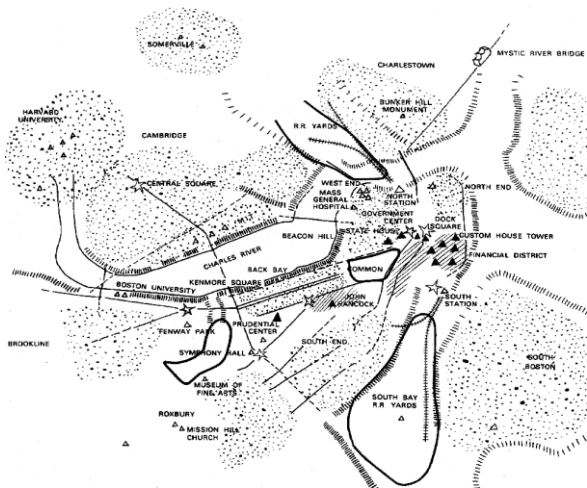 SOMERVILLE
MYSTIC RIVER BRIDGE
CHARLESTOWN
HARVARD
UNIVERSITY
BUNKER HILL
MONUMENT
R.R. YARDS
CAMBRIDGE
CENTRAL SQUARE
WEST END
MASS
GENERAL
HOSPITAL
NORTH
STATION
NORTH END
GOVERNMENT
CENTER
DOCK
SQUARE
M.I.T.
STATE HOUSE
CUSTOM HOUSE TOWER
BEACON HILL
FINANCIAL DISTRICT
CHARLES RIVER
BACK BAY
COMMON
KENMORE SQUARE
BOSTON UNIVERSITY
JOHN
HANCOCK
SOUTH
STATION
FENWAY PARK
PRUDENTIAL
CENTER
BROOKLINE
SYMPHONY HALL
SOUTH END
SOUTH
BOSTON
MUSEUM OF
FINE ARTS
SOUTH BAY
R.R. YARDS
ROXBURY
MISSION HILL
CHURCH